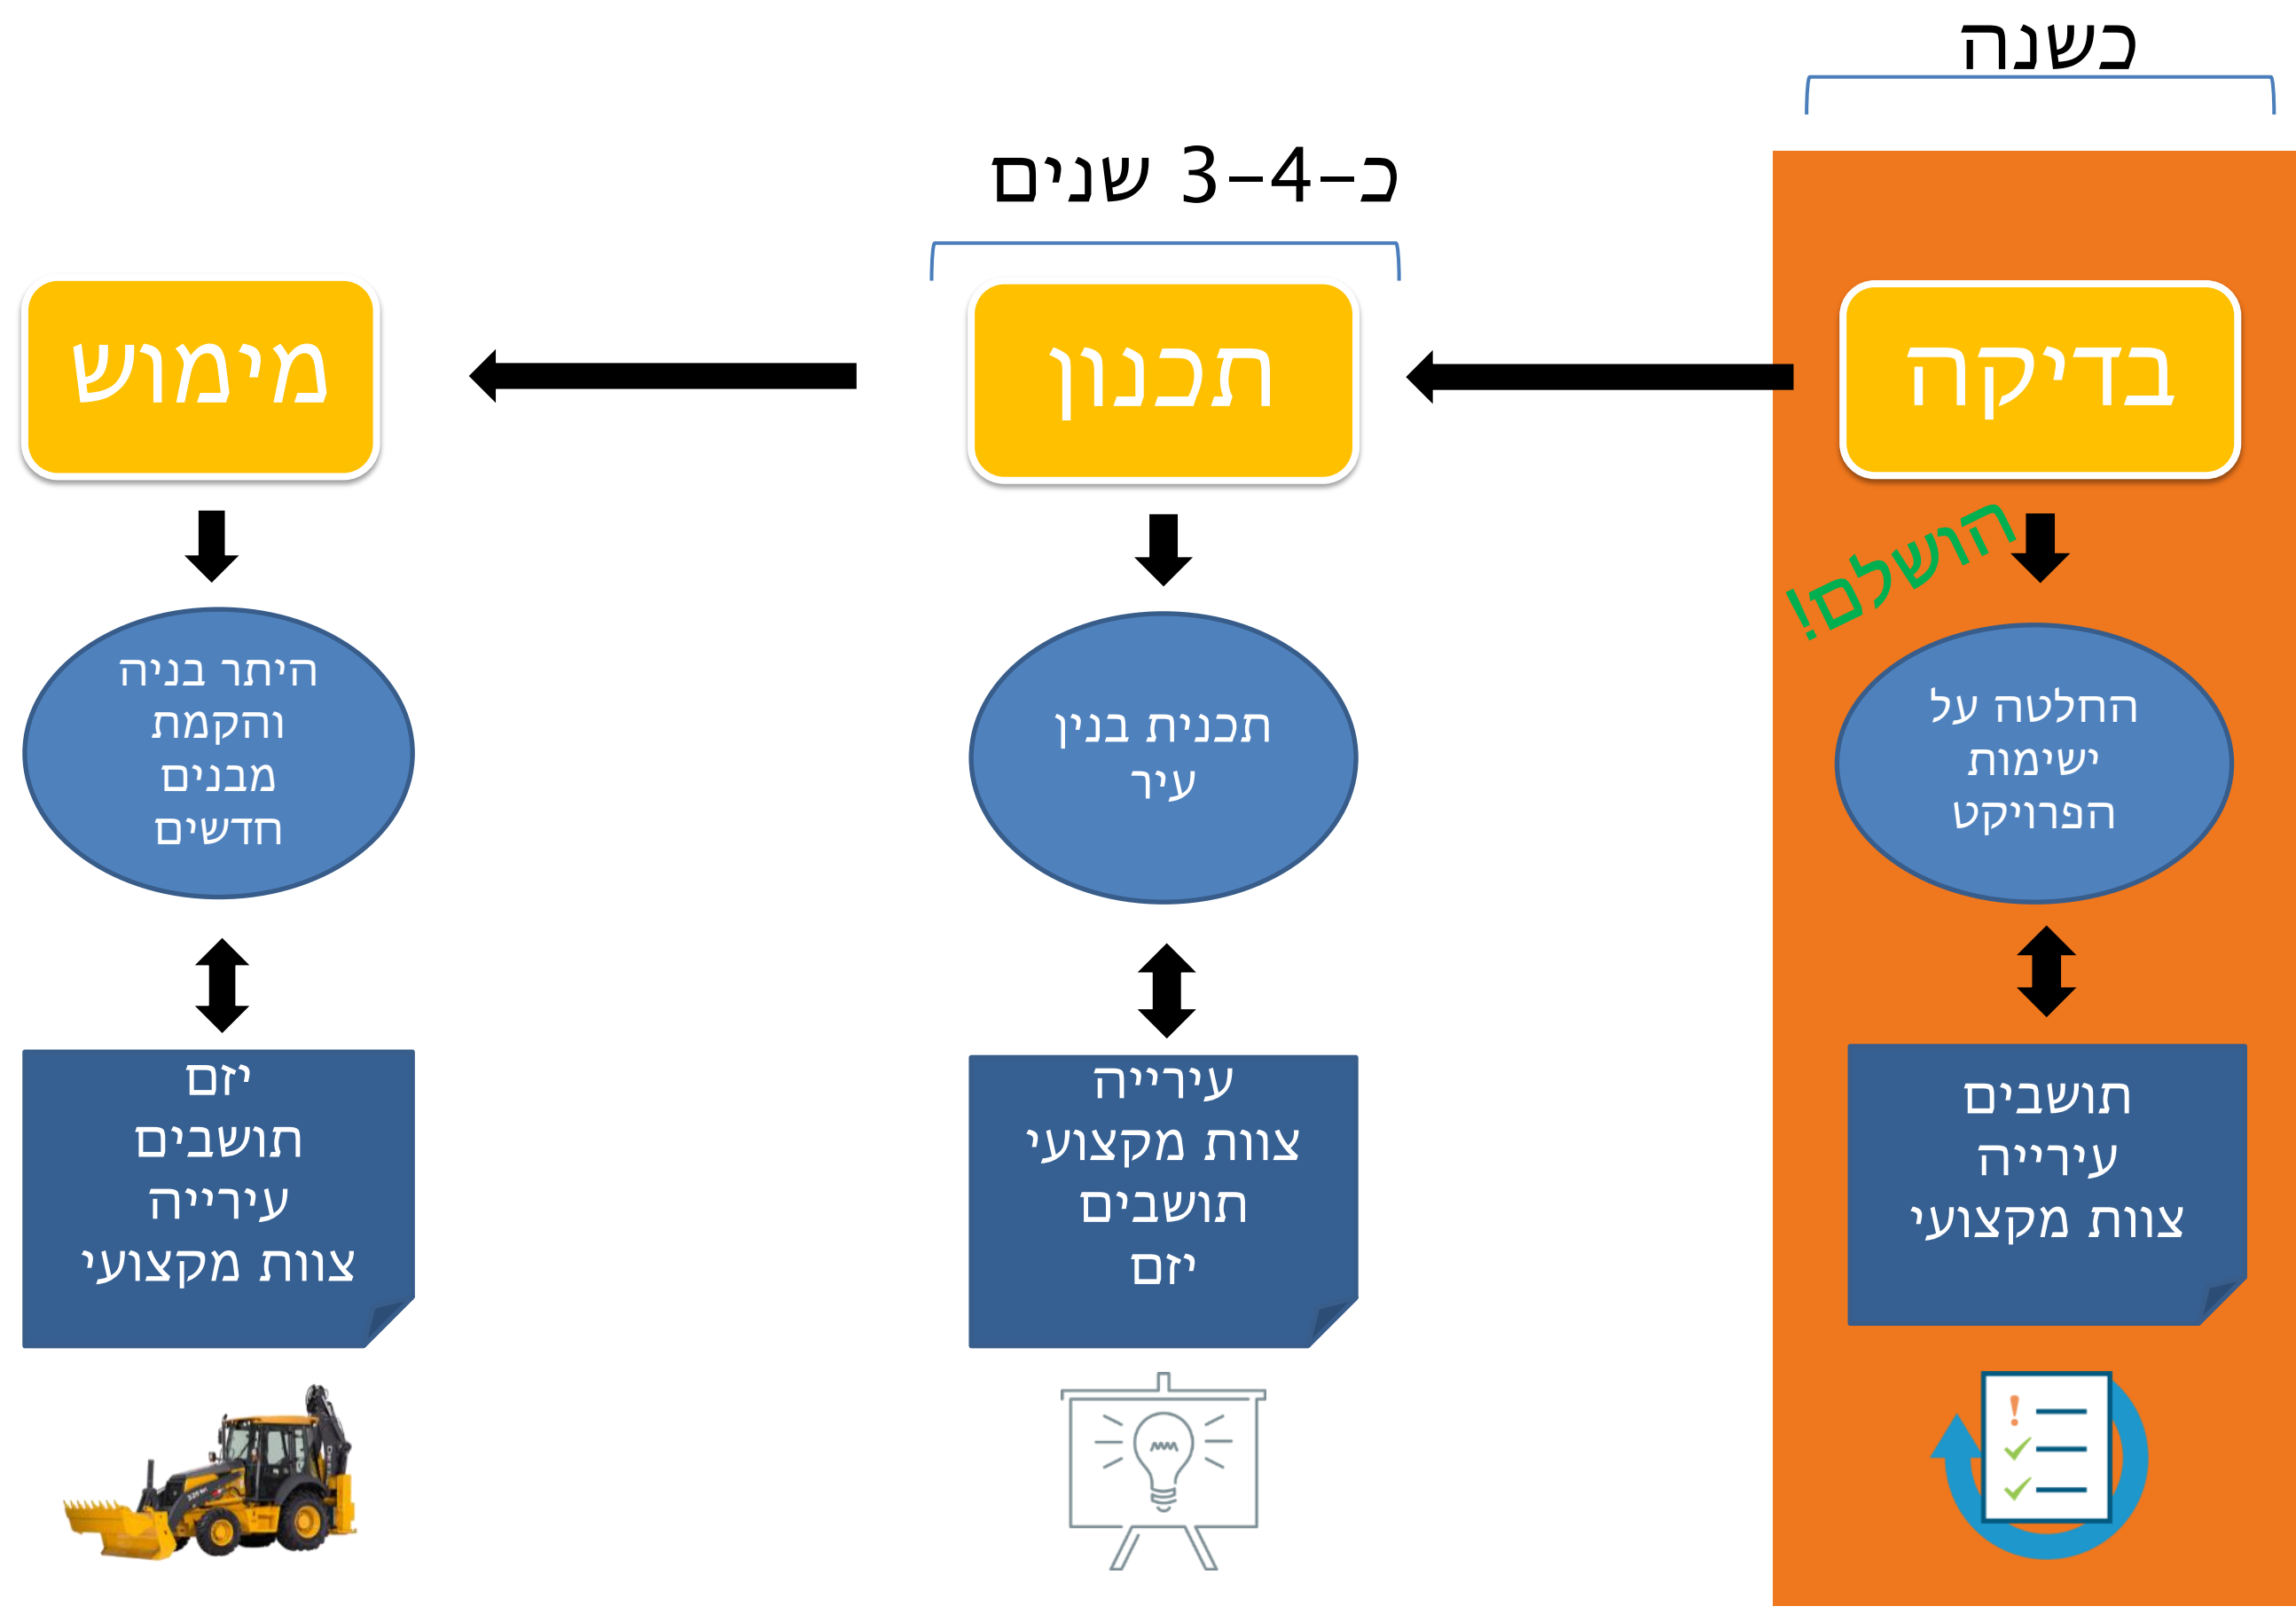 כשנה
בדיקה
הושלם!
החלטה על
ישימות
הפרויקט
תושבים
עירייה
צוות מקצועי
כ-3-4 שנים
תכנון
תכנית בנין
עיר
עירייה
צוות מקצועי
תושבים
יזם
מימוש
היתר בניה
והקמת
מבנים
חדשים
יזם
תושבים
עירייה
צוות מקצועי